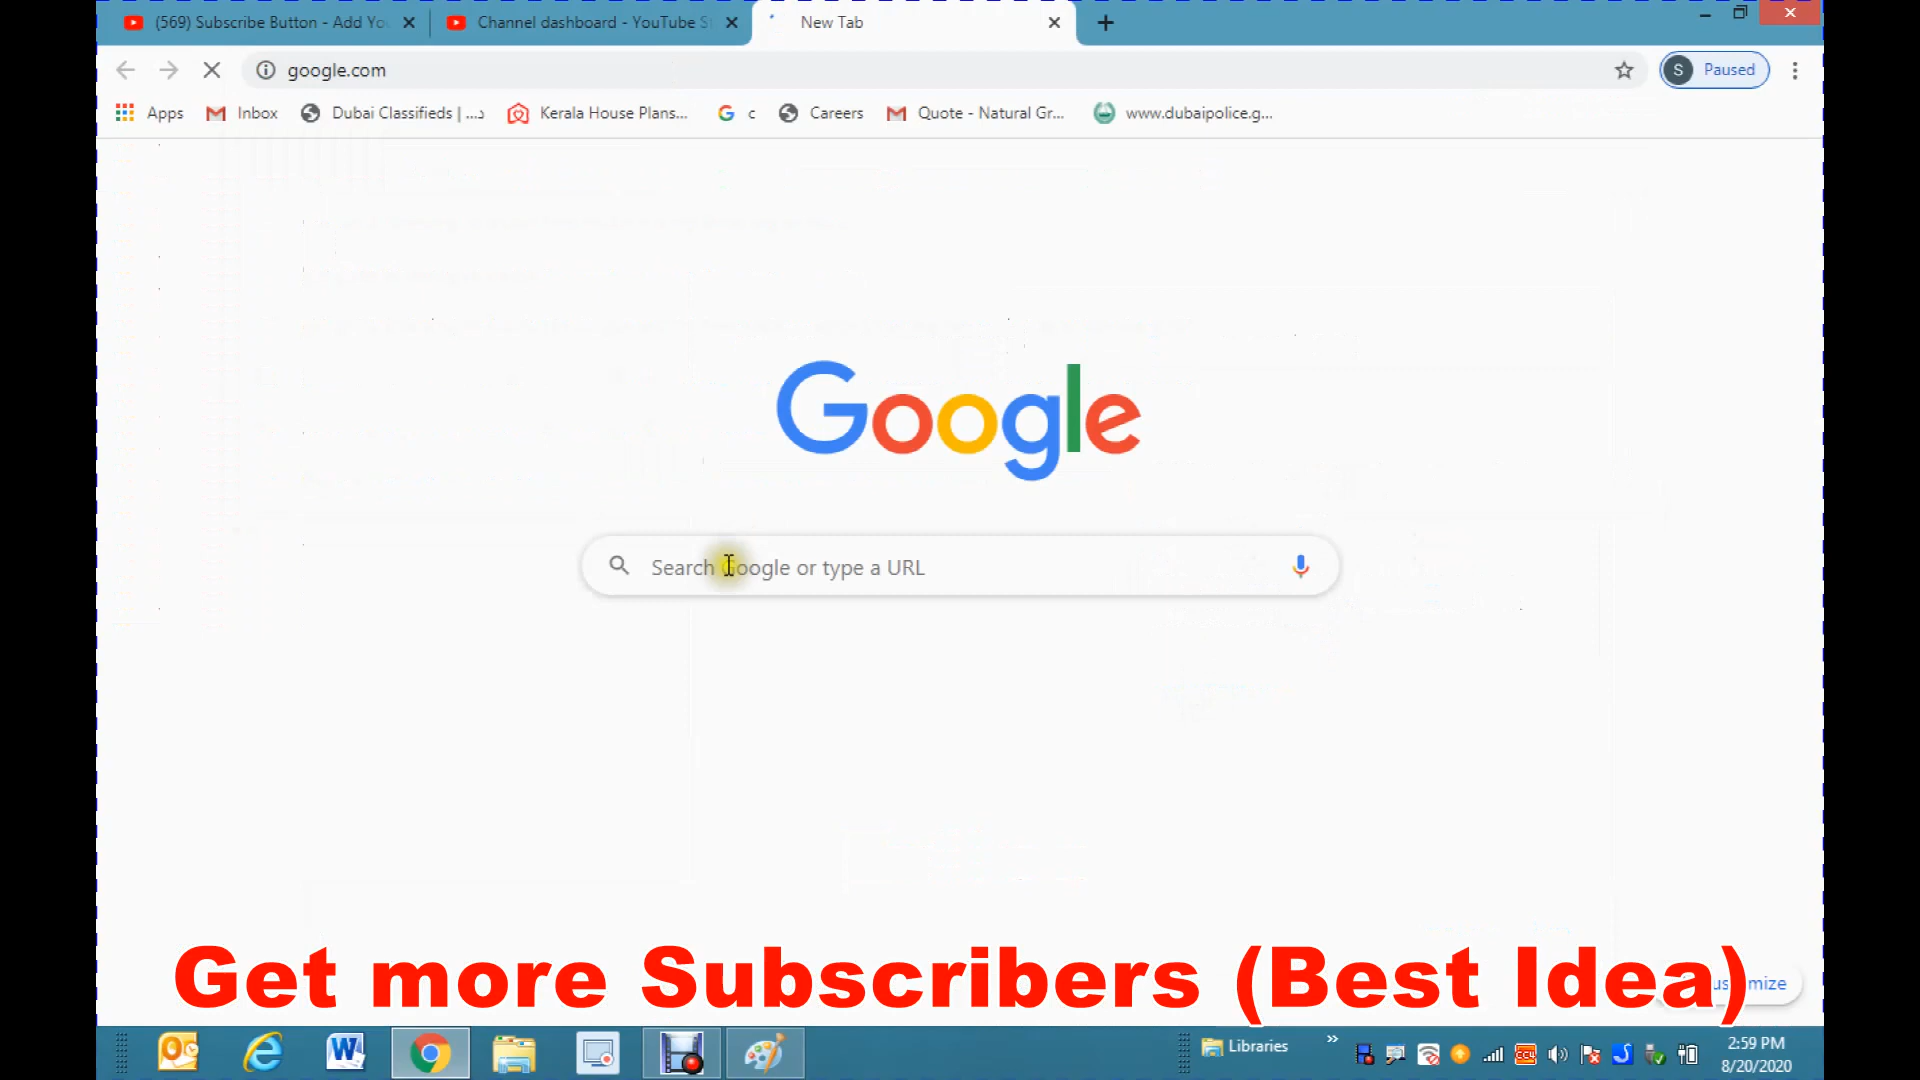 (569) Subscribe Button - Add Yo
Channel dashboard - YouTube S
New Tab
google.com
S Paused
Apps
Inbox
Dubai Classifieds | ...د
Kerala House Plans...
c
Careers
Quote - Natural Gr...
www.dubaipolice.g...
Google
Search Google or type a URL
Get more Subscribers (Best Idea)
Libraries
2:59 PM
8/20/2020